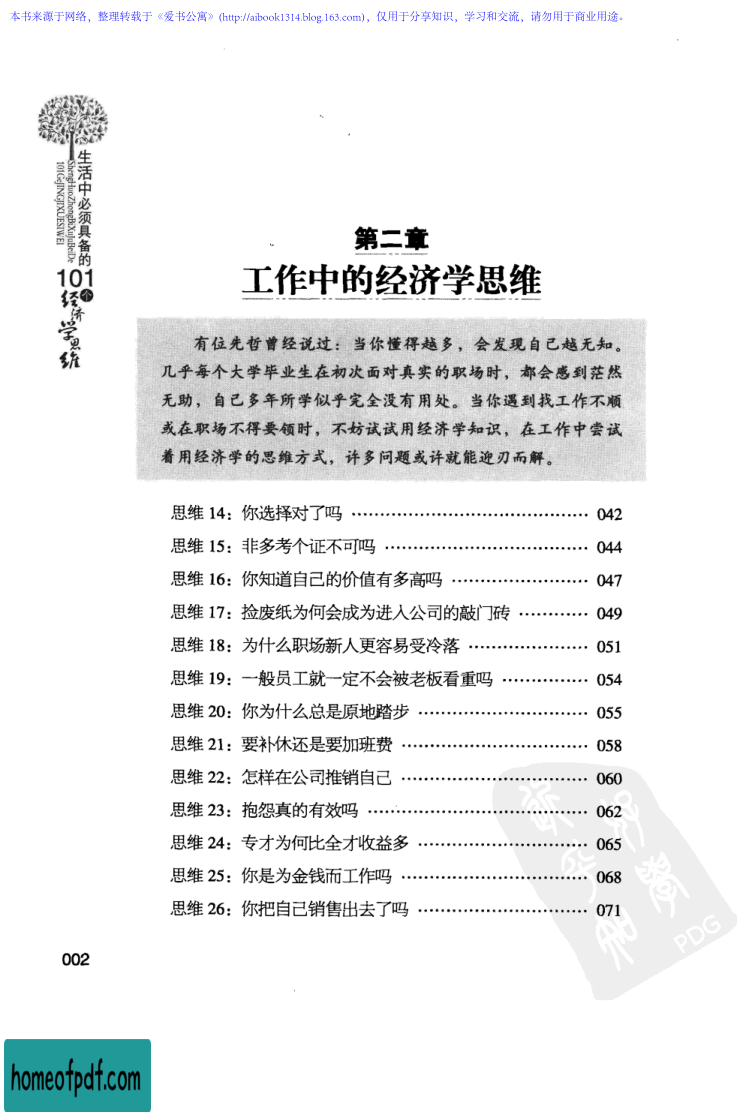 本书来源于网络，整理转载于《爱书公寓》(http://aibook1314.blog.163.com)，仅用于分享知识，学习和交流，请勿用于商业用途。
生活中必须具备的
ShengHuoZhongBiXuJuBeiDe
101GeJINGJIXUESIWEI
101个
经济学思维
第二章
工作中的经济学思维
有位先哲曾经说过：当你懂得越多，会发现自己越无知。
几乎每个大学毕业生在初次面对真实的职场时，都会感到茫然
无助，自己多年所学似乎完全没有用处。当你遇到找工作不顺
或在职场不得要领时，不妨试试用经济学知识，在工作中尝试
着用经济学的思维方式，许多问题或许就能迎刃而解。
思维 14：你选择对了吗 ………………………………… 042
思维 15：非多考个证不可吗 …………………………… 044
思维 16：你知道自己的价值有多高吗 ………………… 047
思维 17：捡废纸为何会成为进入公司的敲门砖 ………… 049
思维 18：为什么职场新人更容易受冷落 ………………… 051
思维 19：一般员工就一定不会被老板看重吗 …………… 054
思维 20：你为什么总是原地踏步 ……………………… 055
思维 21：要补休还是要加班费 ………………………… 058
思维 22：怎样在公司推销自己 ………………………… 060
思维 23：抱怨真的有效吗 ……………………………… 062
思维 24：专才为何比全才收益多 ……………………… 065
思维 25：你是为金钱而工作吗 ………………………… 068
思维 26：你把自己销售出去了吗 ……………………… 071
PDG
002
homeofpdf.com